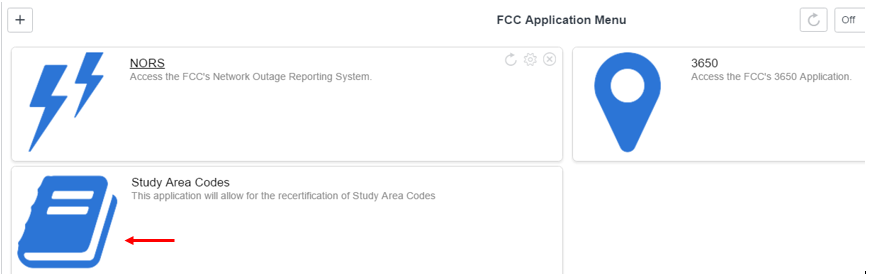 +
FCC Application Menu
Off
NORS
Access the FCC's Network Outage Reporting System.
3650
Access the FCC's 3650 Application.
Study Area Codes
This application will allow for the recertification of Study Area Codes